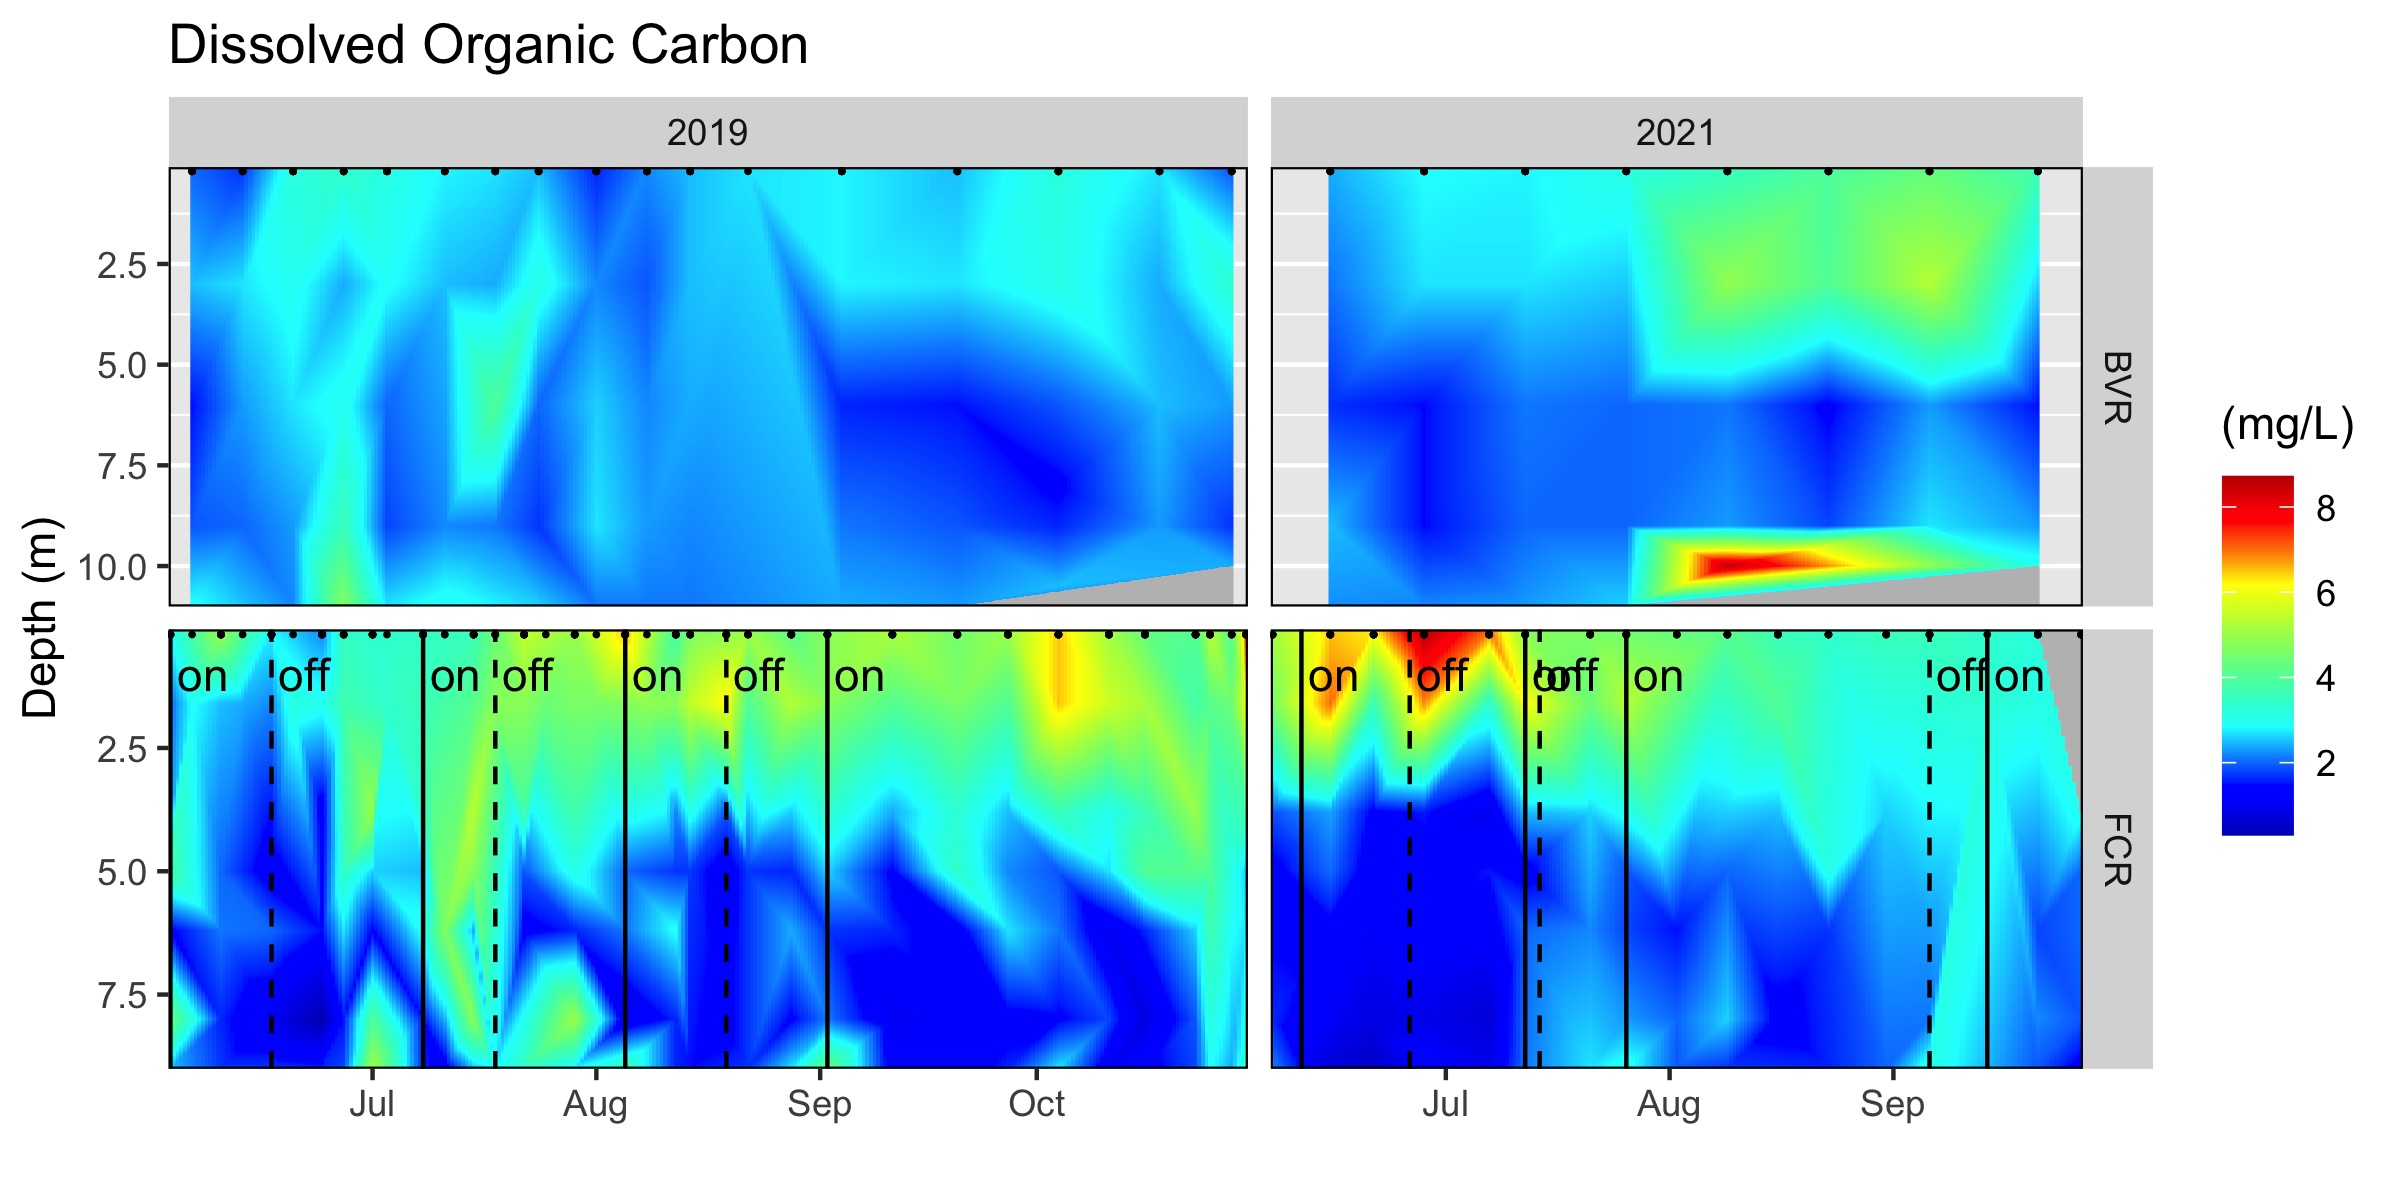 Dissolved Organic Carbon
2019
2021
2.5
5.0
7.5
10.0
BVR
Depth (m)
on off on off on off on
on off on off on off on
2.5
5.0
7.5
FCR
Jul Aug Sep Oct
Jul Aug Sep
(mg/L)
8
6
4
2